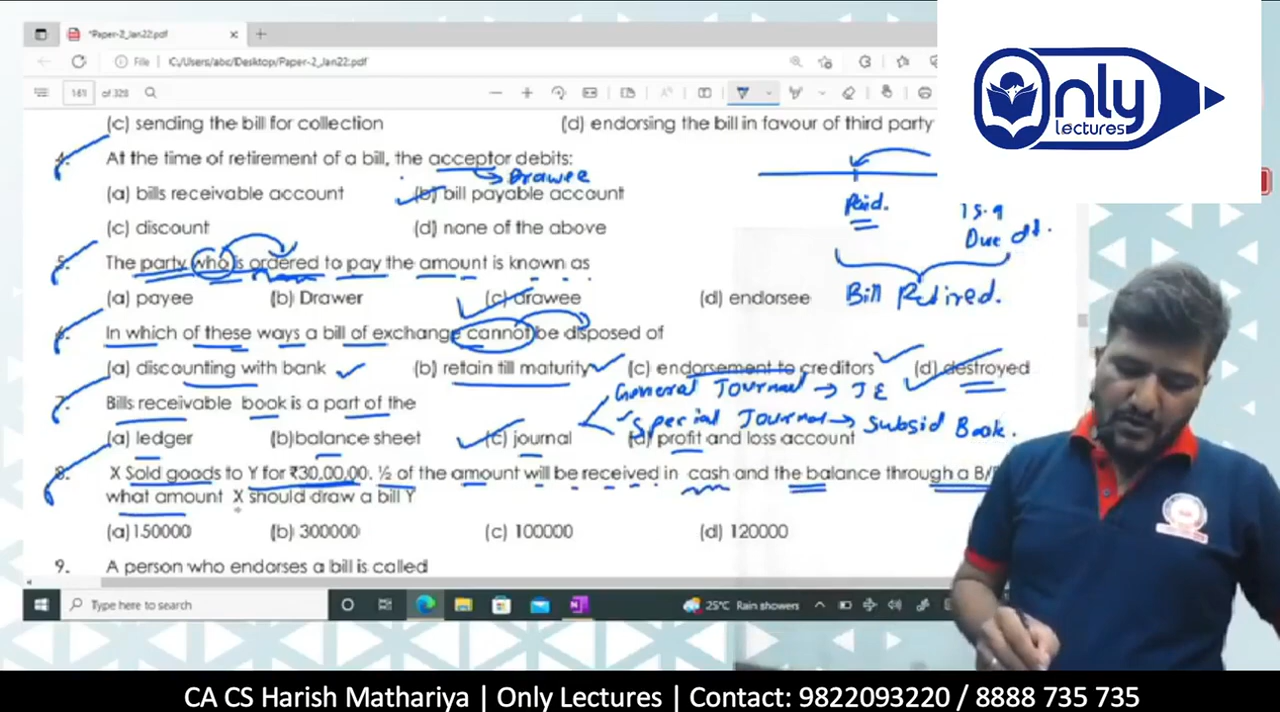 *Paper-2_Jan22.pdf
File C:/Users/abc/Desktop/Paper-2_Jan22.pdf
161 of 328
Only
lectures
(c) sending the bill for collection (d) endorsing the bill in favour of third party
4. At the time of retirement of a bill, the acceptor debits:
Drawee
(a) bills receivable account (b) bill payable account
Paid.
(c) discount (d) none of the above
Due dt.
5. The party who is ordered to pay the amount is known as
(a) payee (b) Drawer (c) drawee (d) endorsee
Bill Retired.
6. In which of these ways a bill of exchange cannot be disposed of
(a) discounting with bank (b) retain till maturity (c) endorsement to creditors (d) destroyed
General Journal → JE
7. Bills receivable book is a part of the
Special Journal → Subsid Book.
(a) ledger (b)balance sheet (c) journal (d) profit and loss account
8. X Sold goods to Y for ₹30,00,00. ½ of the amount will be received in cash and the balance through a B/
what amount X should draw a bill Y
(a)150000 (b) 300000 (c) 100000 (d) 120000
9. A person who endorses a bill is called
Type here to search
25°C Rain showers
CA CS Harish Mathariya | Only Lectures | Contact: 9822093220 / 8888 735 735